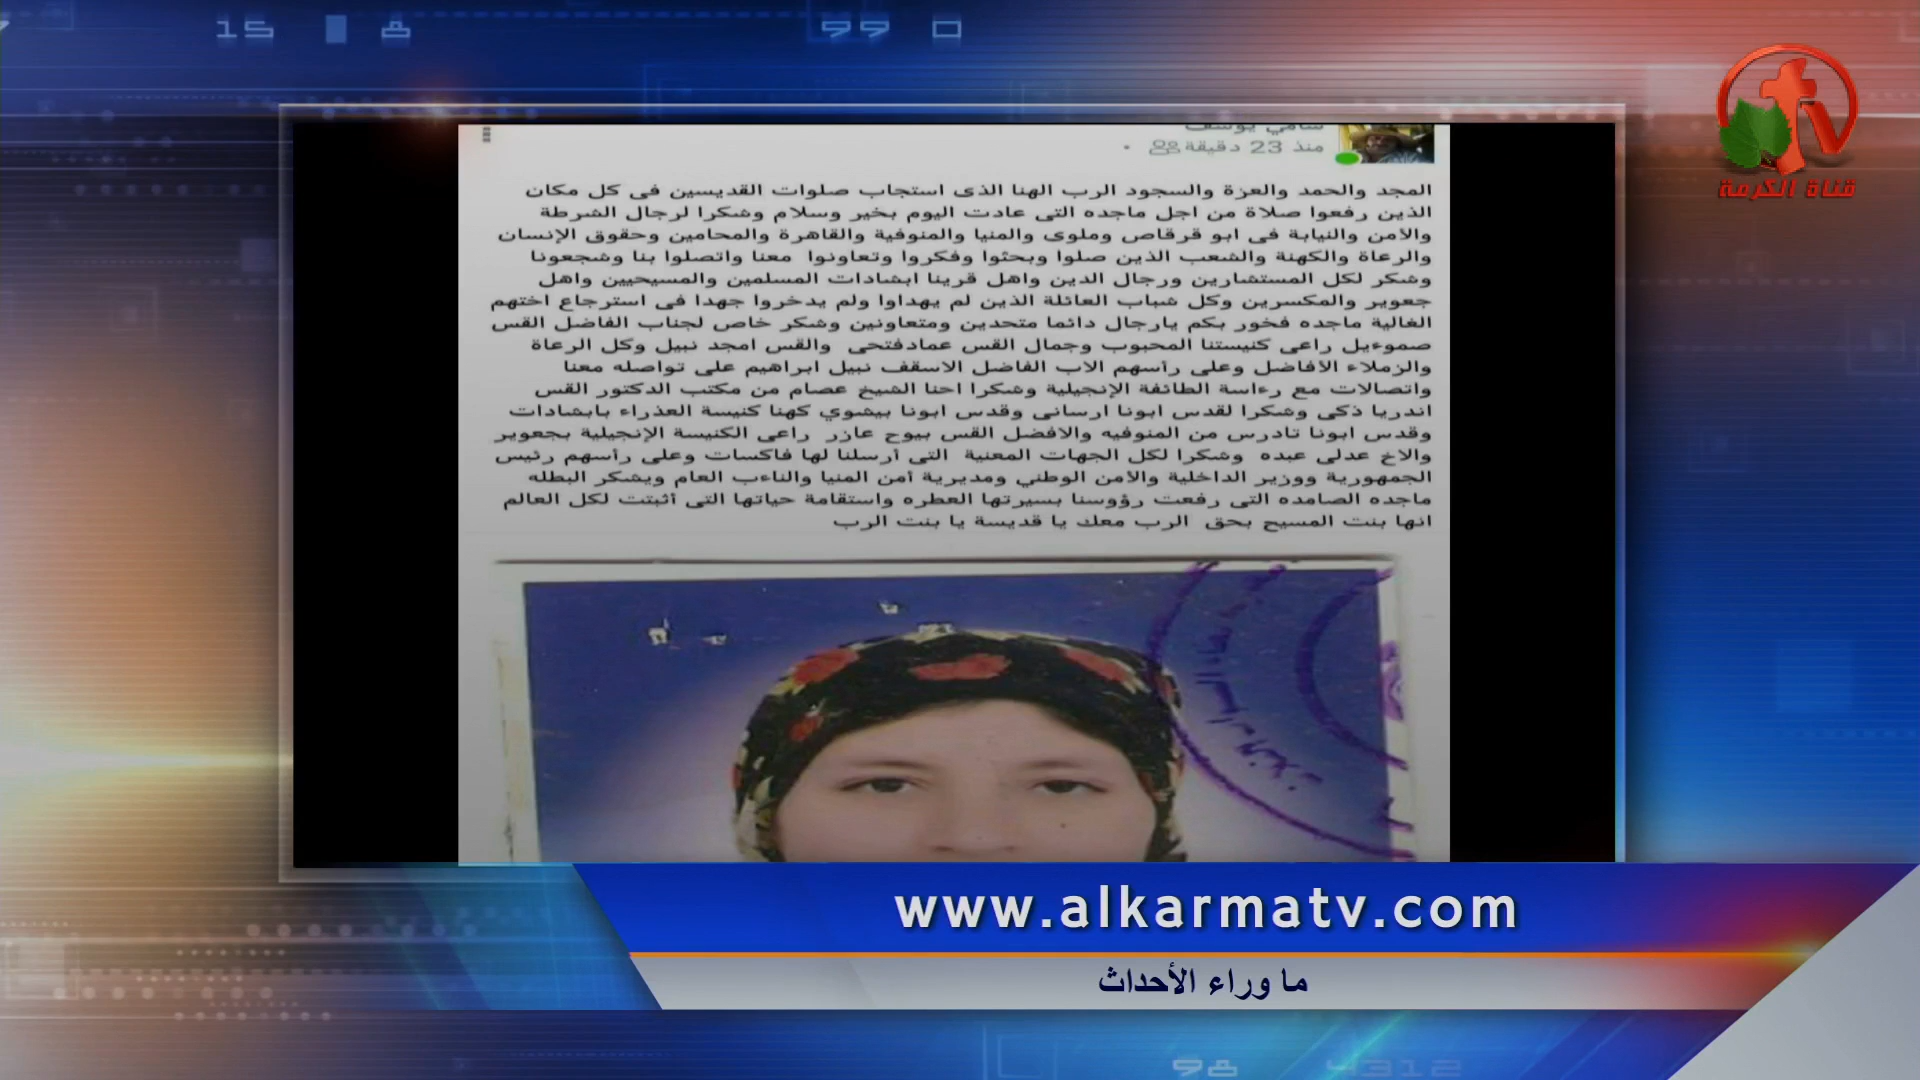 قناة الكرمة
سامي يوسف
منذ 23 دقيقة
المجد والحمد والعزة والسجود الرب الهنا الذى استجاب صلوات القديسين فى كل مكان
الذين رفعوا صلاة من اجل ماجده التى عادت اليوم بخير وسلام وشكرا لرجال الشرطة
والامن والنيابة فى ابو قرقاص وملوى والمنيا والمنوفية والقاهرة والمحامين وحقوق الإنسان
والرعاة والكهنة والشعب الذين صلوا وبحثوا وفكروا وتعاونوا معنا واتصلوا بنا وشجعونا
وشكر لكل المستشارين ورجال الدين واهل قرينا ابشادات المسلمين والمسيحيين واهل
جعوير والمكسرين وكل شباب العائلة الذين لم يهداوا ولم يدخروا جهدا فى استرجاع اختهم
الغالية ماجده فخور بكم يارجال دائما متحدين ومتعاونين وشكر خاص لجناب الفاضل القس
صموءيل راعى كنيستنا المحبوب وجمال القس عمادفتحى والقس امجد نبيل وكل الرعاة
والزملاء الأفاضل وعلى رأسهم الاب الفاضل الاسقف نبيل ابراهيم على تواصله معنا
واتصالات مع رءاسة الطائفة الإنجيلية وشكرا احنا الشيخ عصام من مكتب الدكتور القس
اندريا ذكى وشكرا لقدس ابونا ارسانى وقدس ابونا بيشوي كهنا كنيسة العذراء بابشادات
وقدس ابونا تادرس من المنوفيه والافضل القس بيوح عازر راعى الكنيسة الإنجيلية بجعوير
والاخ عدلى عبده وشكرا لكل الجهات المعنية التى أرسلنا لها فاكسات وعلى رأسهم رئيس
الجمهورية ووزير الداخلية والامن الوطني ومديرية أمن المنيا والناءب العام ويشكر البطله
ماجده الصامده التى رفعت رؤوسنا بسيرتها العطره واستقامة حياتها التى أثبتت لكل العالم
انها بنت المسيح بحق الرب معك يا قديسة يا بنت الرب
www.alkarmatv.com
ما وراء الأحداث